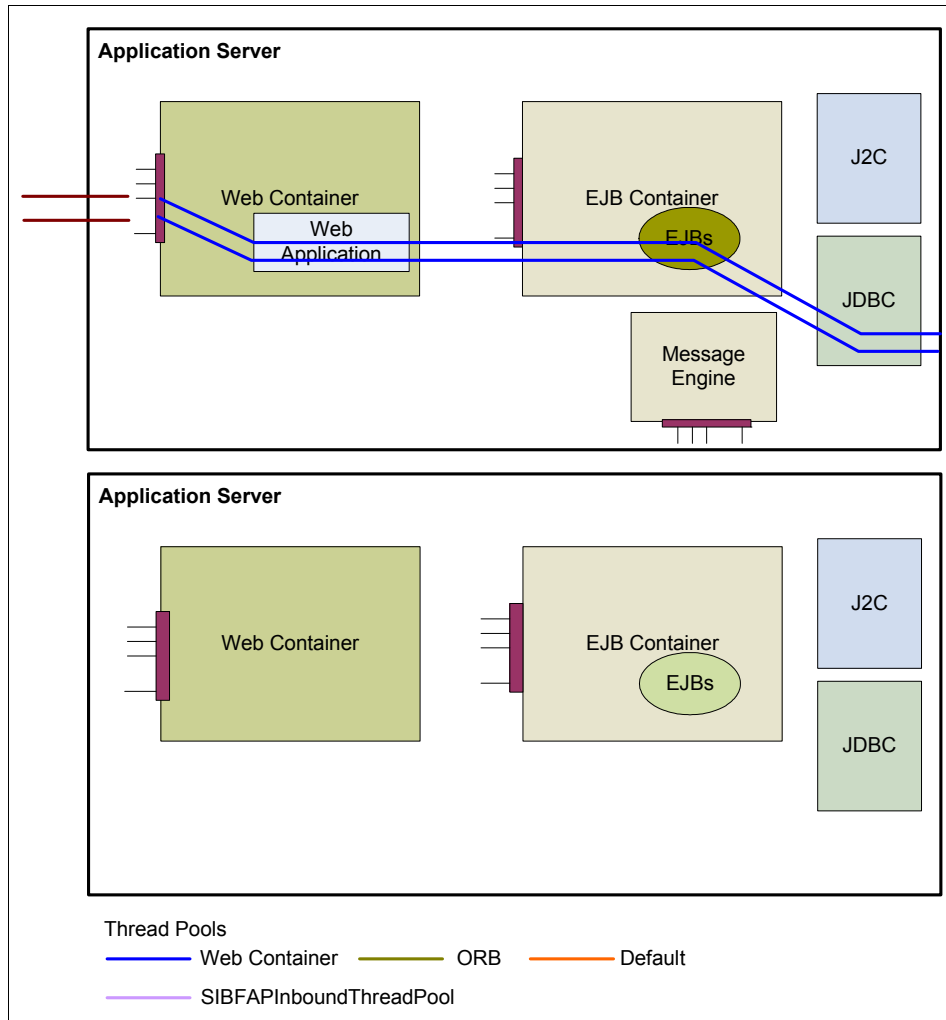 Application Server
Web Container
Web
Application
EJB Container
EJBs
J2C
JDBC
Message
Engine
Application Server
Web Container
EJB Container
EJBs
J2C
JDBC
Thread Pools
Web Container
ORB
Default
SIBFAPInboundThreadPool